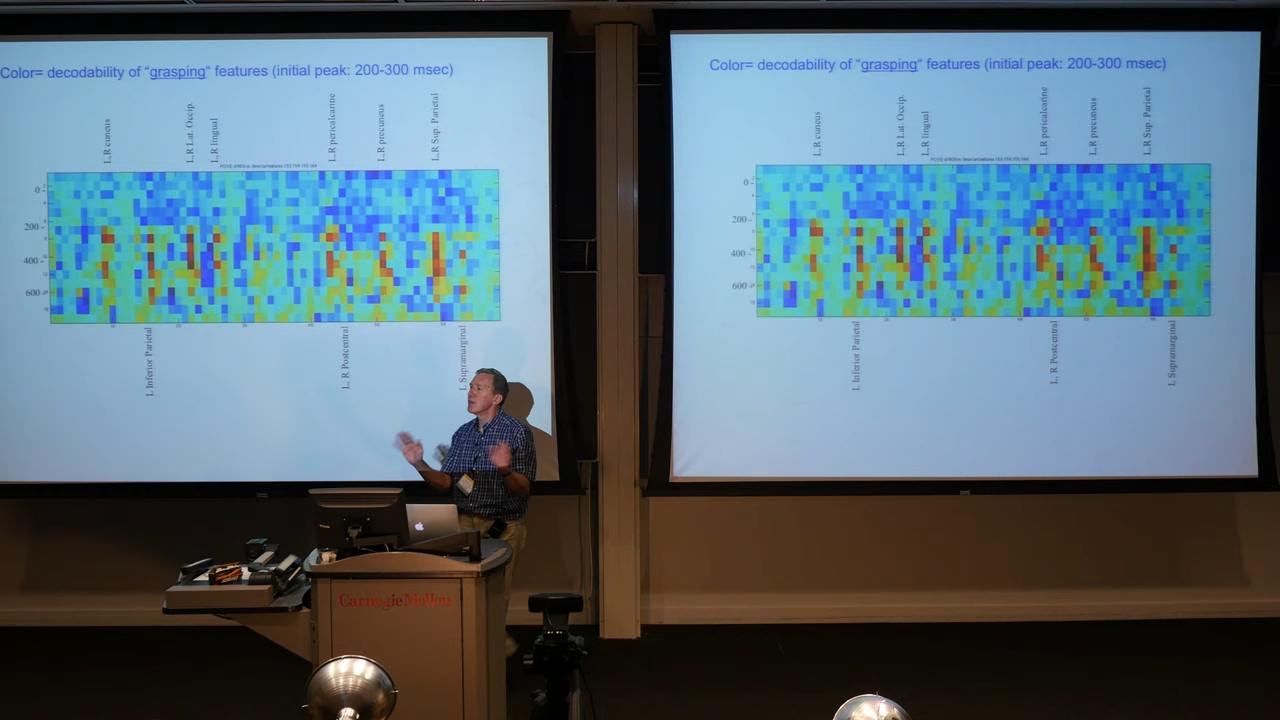 Color= decodability of “grasping” features (initial peak: 200-300 msec)
L,R cuneus
L,R Lat. Occip.
L,R lingual
L,R pericalcarine
L,R precuneus
L,R Sup. Parietal
0
200
400
600
L Inferior Parietal
L, R Postcentral
L Supramarginal
Color= decodability of “grasping” features (initial peak: 200-300 msec)
L,R cuneus
L,R Lat. Occip.
L,R lingual
L,R pericalcarine
L,R precuneus
L,R Sup. Parietal
0
200
400
600
L Inferior Parietal
L, R Postcentral
L Supramarginal
Carnegie Mellon